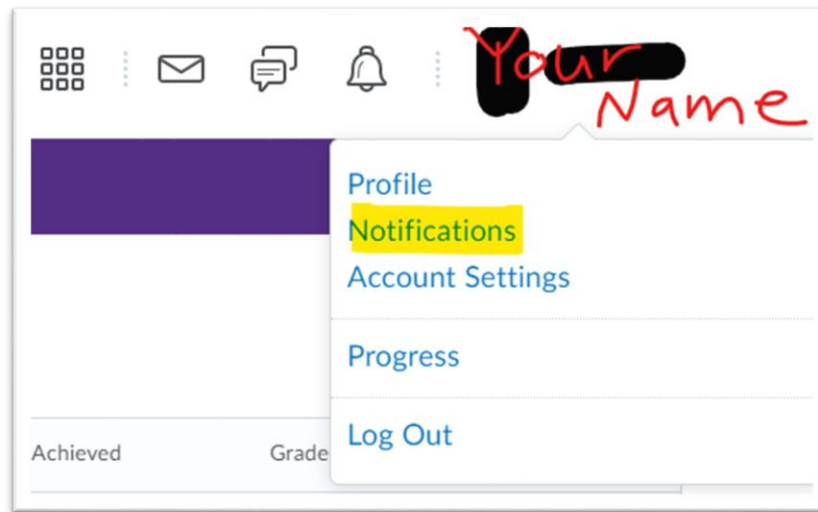 Your
Name
Profile
Notifications
Account Settings
Progress
Log Out
Achieved Grade